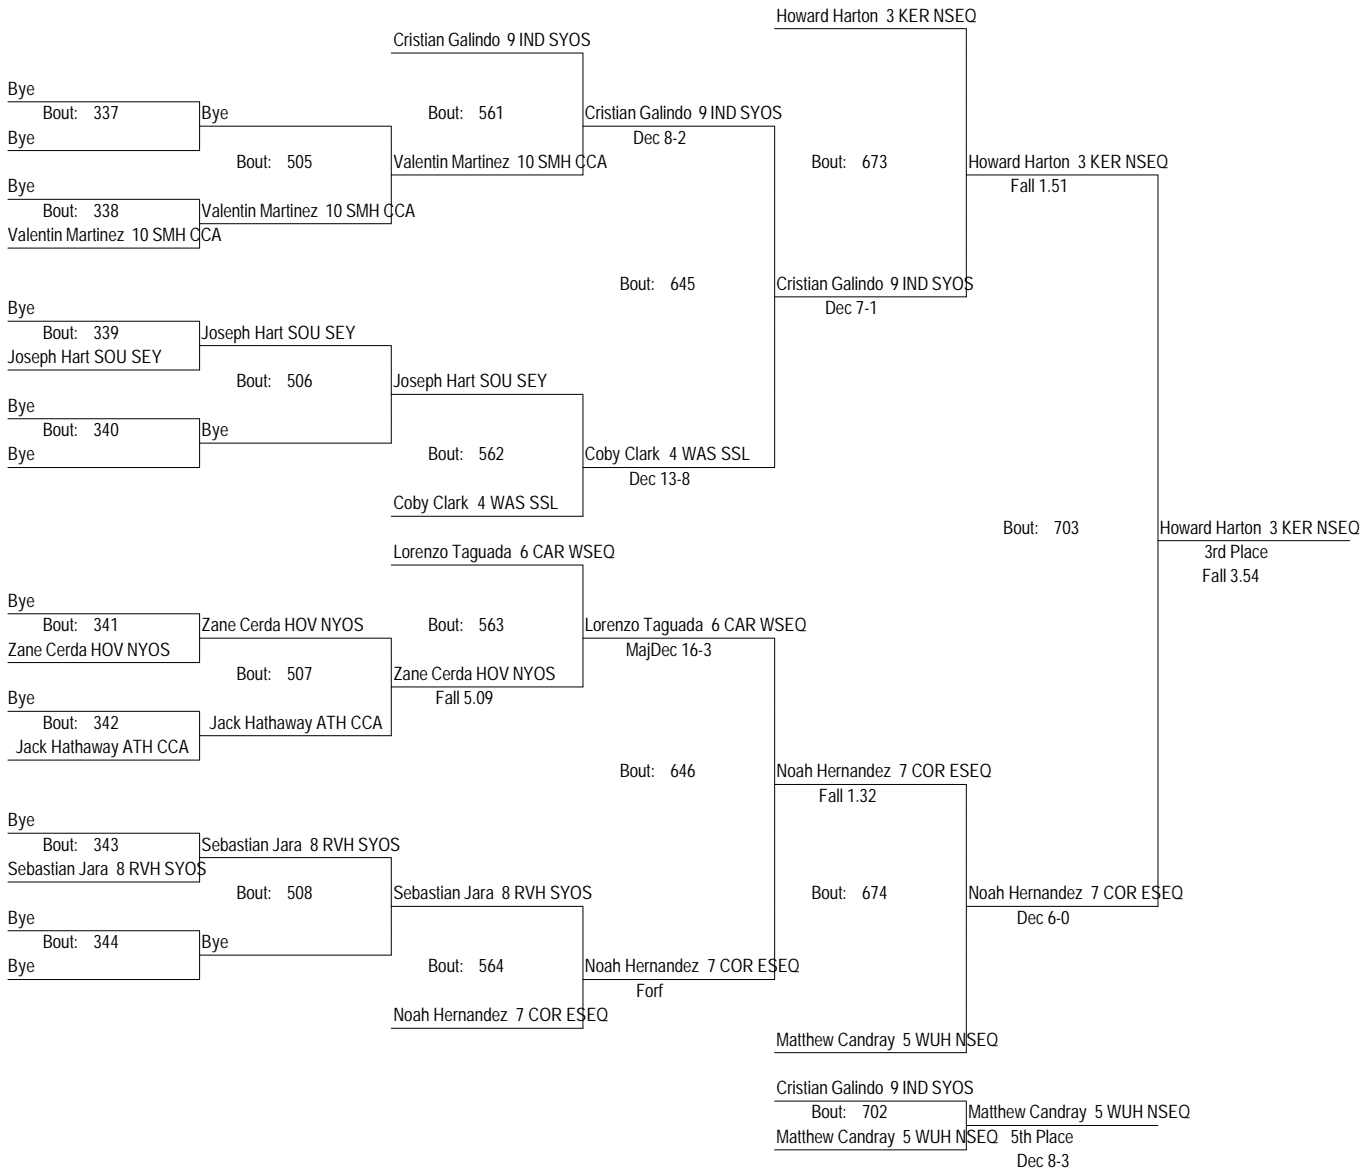 Howard Harton 3 KER NSEQ
Cristian Galindo 9 IND SYOS
Bye
Bout: 337
Bye
Bout: 561
Cristian Galindo 9 IND SYOS
Bye
Dec 8-2
Bout: 505
Valentin Martinez 10 SMH CCA
Bout: 673
Howard Harton 3 KER NSEQ
Bye
Fall 1.51
Bout: 338
Valentin Martinez 10 SMH CCA
Valentin Martinez 10 SMH CCA
Bout: 645
Cristian Galindo 9 IND SYOS
Bye
Dec 7-1
Bout: 339
Joseph Hart SOU SEY
Joseph Hart SOU SEY
Bout: 506
Joseph Hart SOU SEY
Bye
Bout: 340
Bye
Bye
Bout: 562
Coby Clark 4 WAS SSL
Dec 13-8
Coby Clark 4 WAS SSL
Bout: 703
Howard Harton 3 KER NSEQ
Lorenzo Taguada 6 CAR WSEQ
3rd Place
Fall 3.54
Bye
Bout: 341
Zane Cerda HOV NYOS
Bout: 563
Lorenzo Taguada 6 CAR WSEQ
Zane Cerda HOV NYOS
MajDec 16-3
Bout: 507
Zane Cerda HOV NYOS
Bye
Fall 5.09
Bout: 342
Jack Hathaway ATH CCA
Jack Hathaway ATH CCA
Bout: 646
Noah Hernandez 7 COR ESEQ
Fall 1.32
Bye
Bout: 343
Sebastian Jara 8 RVH SYOS
Sebastian Jara 8 RVH SYOS
Bout: 508
Sebastian Jara 8 RVH SYOS
Bout: 674
Noah Hernandez 7 COR ESEQ
Bye
Dec 6-0
Bout: 344
Bye
Bye
Bout: 564
Noah Hernandez 7 COR ESEQ
Forf
Noah Hernandez 7 COR ESEQ
Matthew Candray 5 WUH NSEQ
Cristian Galindo 9 IND SYOS
Bout: 702
Matthew Candray 5 WUH NSEQ
Matthew Candray 5 WUH NSEQ
5th Place
Dec 8-3